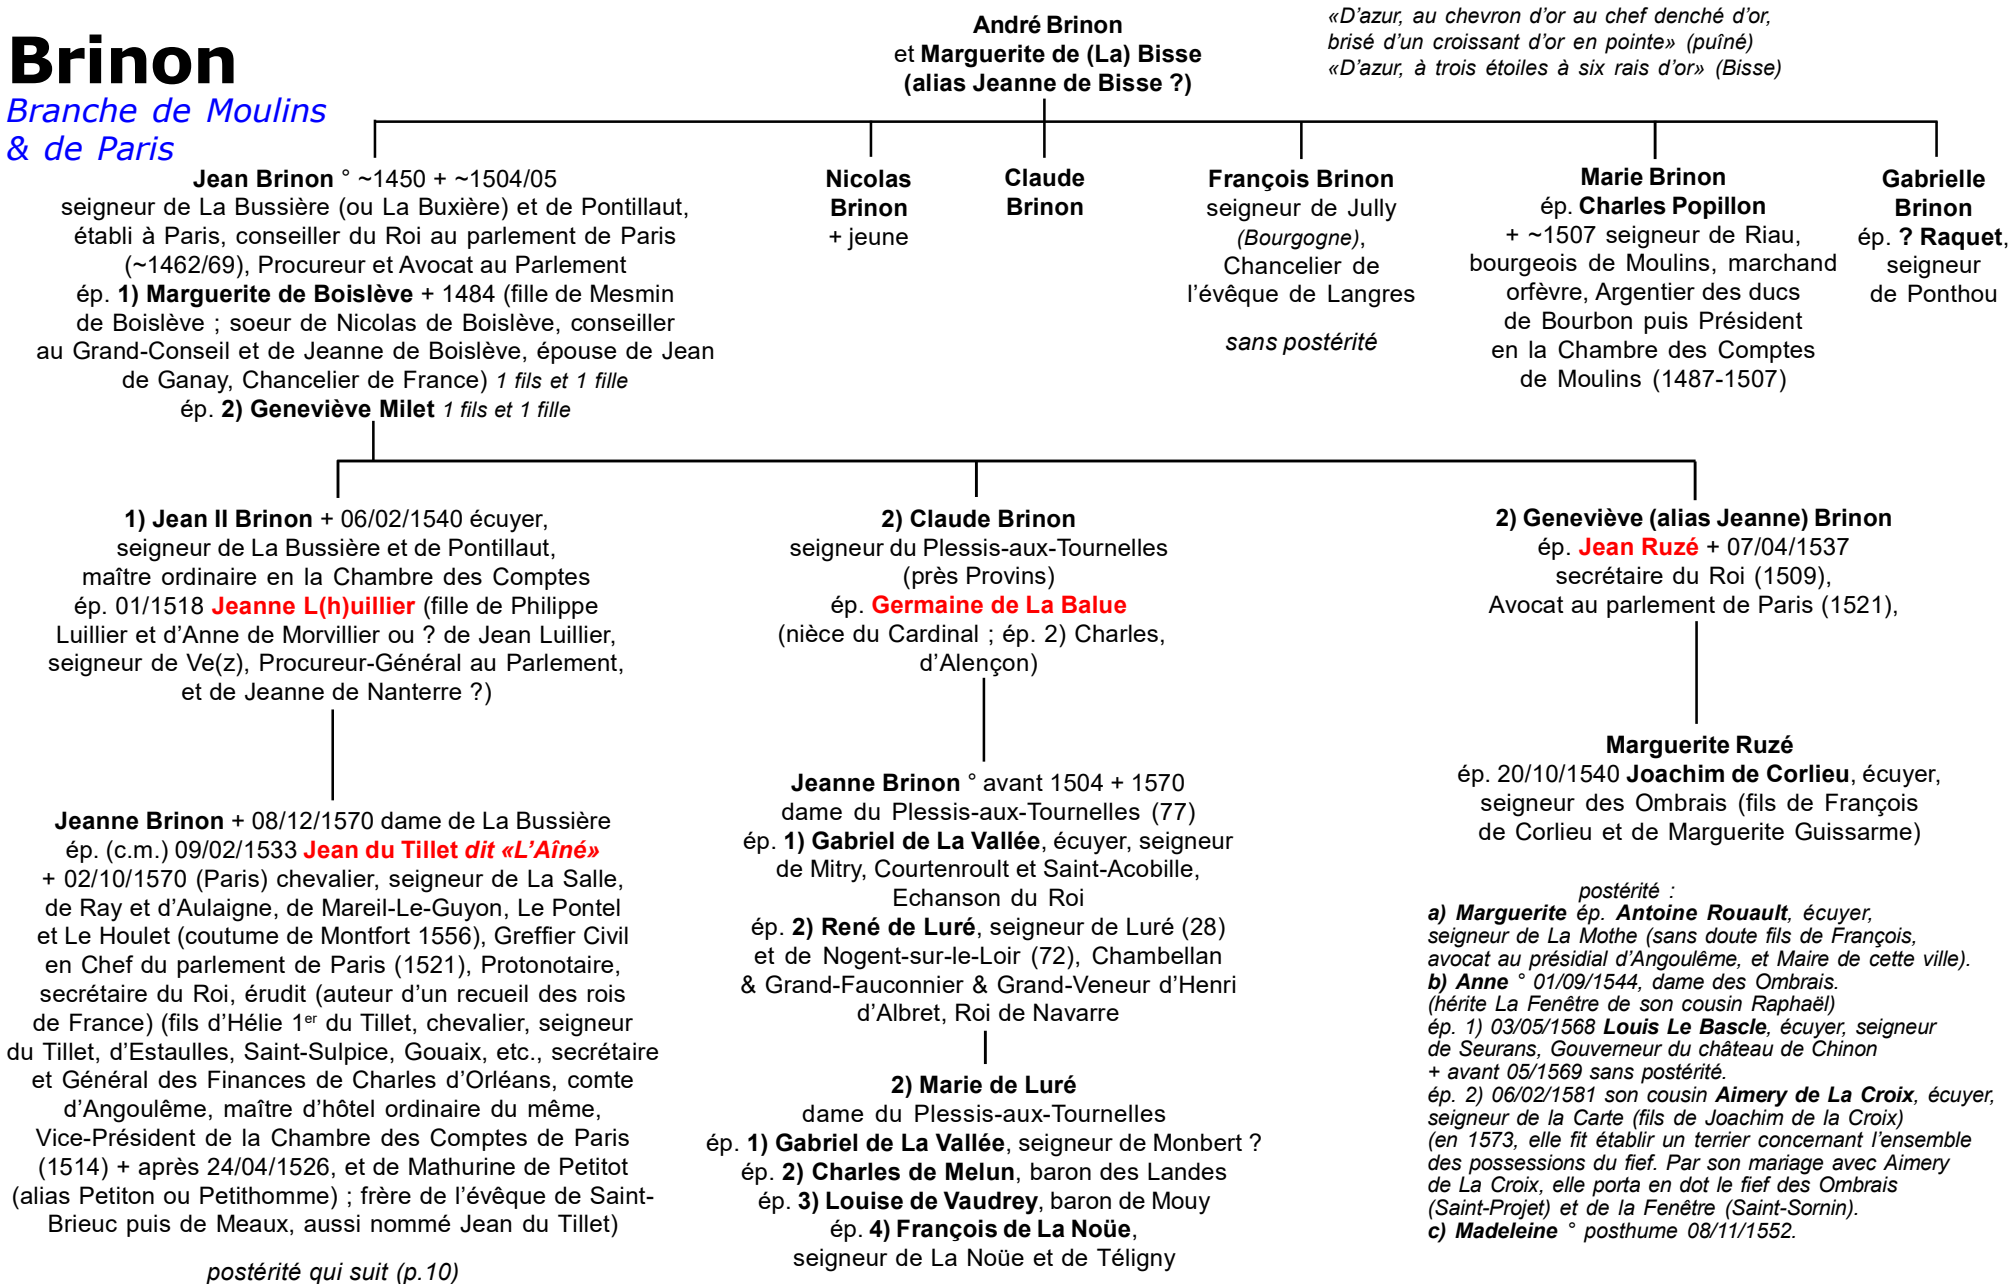 Brinon
Branche de Moulins
& de Paris
André Brinon
et Marguerite de (La) Bisse
(alias Jeanne de Bisse ?)
«D’azur, au chevron d’or au chef denché d’or,
brisé d’un croissant d’or en pointe» (puîné)
«D’azur, à trois étoiles à six rais d’or» (Bisse)
Jean Brinon ° ~1450 + ~1504/05
seigneur de La Bussière (ou La Buxière) et de Pontillaut,
établi à Paris, conseiller du Roi au parlement de Paris
(~1462/69), Procureur et Avocat au Parlement
ép. 1) Marguerite de Boislève + 1484 (fille de Mesmin
de Boislève ; soeur de Nicolas de Boislève, conseiller
au Grand-Conseil et de Jeanne de Boislève, épouse de Jean
de Ganay, Chancelier de France) 1 fils et 1 fille
ép. 2) Geneviève Milet 1 fils et 1 fille
Nicolas
Brinon
+ jeune
Claude
Brinon
François Brinon
seigneur de Jully
(Bourgogne),
Chancelier de
l’évêque de Langres
sans postérité
Marie Brinon
ép. Charles Popillon
+ ~1507 seigneur de Riau,
bourgeois de Moulins, marchand
orfèvre, Argentier des ducs
de Bourbon puis Président
en la Chambre des Comptes
de Moulins (1487-1507)
Gabrielle
Brinon
ép. ? Raquet,
seigneur
de Ponthou
1) Jean II Brinon + 06/02/1540 écuyer,
seigneur de La Bussière et de Pontillaut,
maître ordinaire en la Chambre des Comptes
ép. 01/1518 Jeanne L(h)uillier (fille de Philippe
Luillier et d’Anne de Morvillier ou ? de Jean Luillier,
seigneur de Ve(z), Procureur-Général au Parlement,
et de Jeanne de Nanterre ?)
2) Claude Brinon
seigneur du Plessis-aux-Tournelles
(près Provins)
ép. Germaine de La Balue
(nièce du Cardinal ; ép. 2) Charles,
d’Alençon)
2) Geneviève (alias Jeanne) Brinon
ép. Jean Ruzé + 07/04/1537
secrétaire du Roi (1509),
Avocat au parlement de Paris (1521),
Jeanne Brinon + 08/12/1570 dame de La Bussière
ép. (c.m.) 09/02/1533 Jean du Tillet dit «L’Aîné»
+ 02/10/1570 (Paris) chevalier, seigneur de La Salle,
de Ray et d’Aulaigne, de Mareil-Le-Guyon, Le Pontel
et Le Houlet (coutume de Montfort 1556), Greffier Civil
en Chef du parlement de Paris (1521), Protonotaire,
secrétaire du Roi, érudit (auteur d’un recueil des rois
de France) (fils d’Hélie 1er du Tillet, chevalier, seigneur
du Tillet, d’Estaulles, Saint-Sulpice, Gouaix, etc., secrétaire
et Général des Finances de Charles d’Orléans, comte
d’Angoulême, maître d’hôtel ordinaire du même,
Vice-Président de la Chambre des Comptes de Paris
(1514) + après 24/04/1526, et de Mathurine de Petitot
(alias Petiton ou Petithomme) ; frère de l’évêque de Saint-
Brieuc puis de Meaux, aussi nommé Jean du Tillet)
postérité qui suit (p.10)
Jeanne Brinon ° avant 1504 + 1570
dame du Plessis-aux-Tournelles (77)
ép. 1) Gabriel de La Vallée, écuyer, seigneur
de Mitry, Courtenroult et Saint-Acobille,
Echanson du Roi
ép. 2) René de Luré, seigneur de Luré (28)
et de Nogent-sur-le-Loir (72), Chambellan
& Grand-Fauconnier & Grand-Veneur d’Henri
d’Albret, Roi de Navarre
2) Marie de Luré
dame du Plessis-aux-Tournelles
ép. 1) Gabriel de La Vallée, seigneur de Monbert ?
ép. 2) Charles de Melun, baron des Landes
ép. 3) Louise de Vaudrey, baron de Mouy
ép. 4) François de La Noüe,
seigneur de La Noüe et de Téligny
Marguerite Ruzé
ép. 20/10/1540 Joachim de Corlieu, écuyer,
seigneur des Ombrais (fils de François
de Corlieu et de Marguerite Guissarme)
postérité :
a) Marguerite ép. Antoine Rouault, écuyer,
seigneur de La Mothe (sans doute fils de François,
avocat au présidial d’Angoulême, et Maire de cette ville).
b) Anne ° 01/09/1544, dame des Ombrais.
(hérite La Fenêtre de son cousin Raphaël)
ép. 1) 03/05/1568 Louis Le Bascle, écuyer, seigneur
de Seurans, Gouverneur du château de Chinon
+ avant 05/1569 sans postérité.
ép. 2) 06/02/1581 son cousin Aimery de La Croix, écuyer,
seigneur de la Carte (fils de Joachim de la Croix)
(en 1573, elle fit établir un terrier concernant l’ensemble
des possessions du fief. Par son mariage avec Aimery
de La Croix, elle porta en dot le fief des Ombrais
(Saint-Projet) et de la Fenêtre (Saint-Sornin).
c) Madeleine ° posthume 08/11/1552.